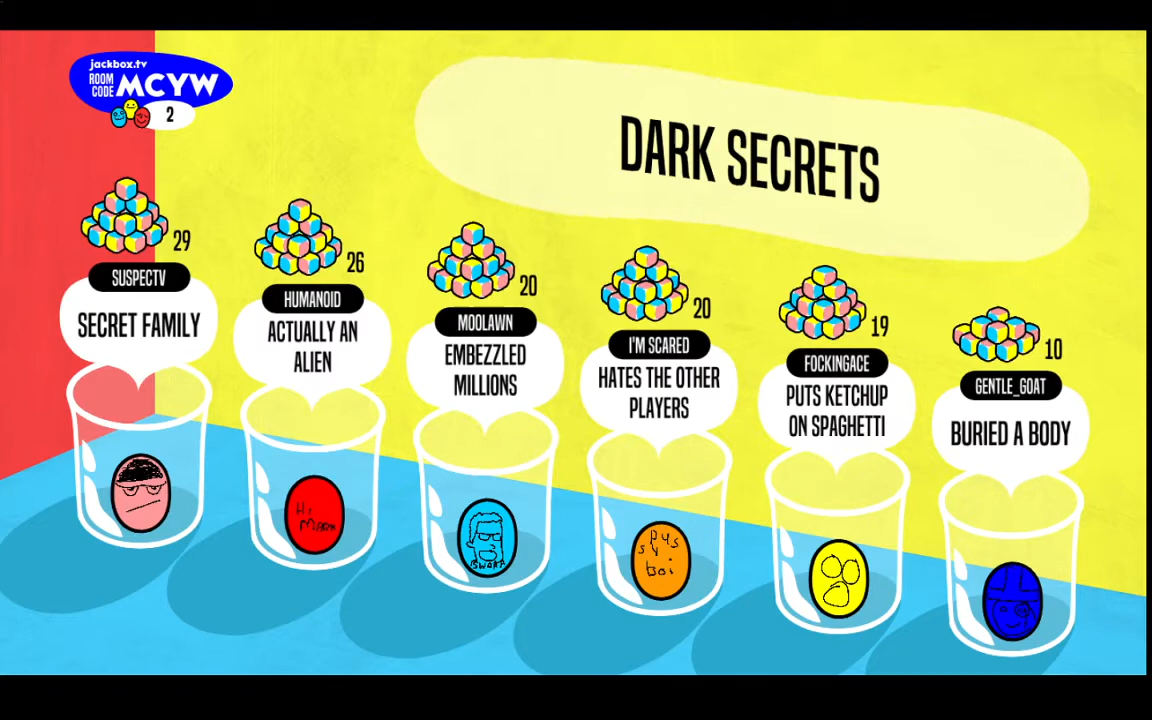 jackbox.tv
ROOM
CODE
MCYW
2
DARK SECRETS
29
SUSPECTV
SECRET FAMILY
26
HUMANOID
ACTUALLY AN
ALIEN
Hi
20
MOOLAWN
EMBEZZLED
MILLIONS
20
I'M SCARED
HATES THE OTHER
PLAYERS
pus
sy
boi
19
FOCKINGACE
PUTS KETCHUP
ON SPAGHETTI
10
GENTLE_GOAT
BURIED A BODY